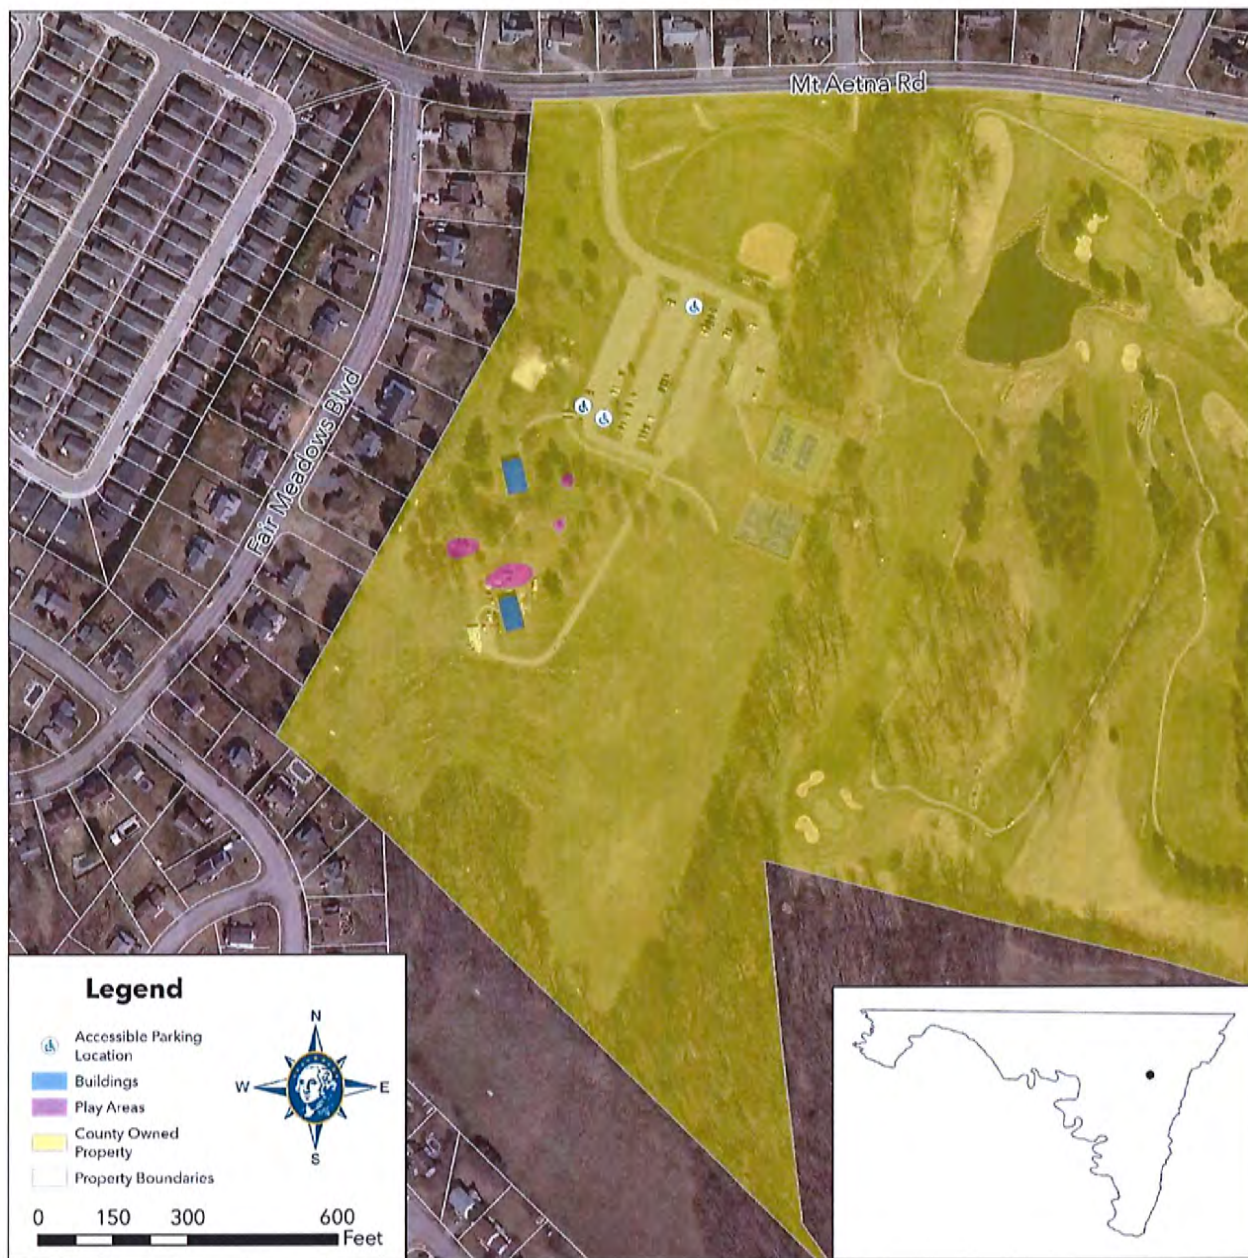 Mt Aetna Rd
Fair Meadows Blvd
Legend
Accessible Parking
Location
Buildings
Play Areas
County Owned
Property
Property Boundaries
N
W
E
S
0 150 300 600
Feet